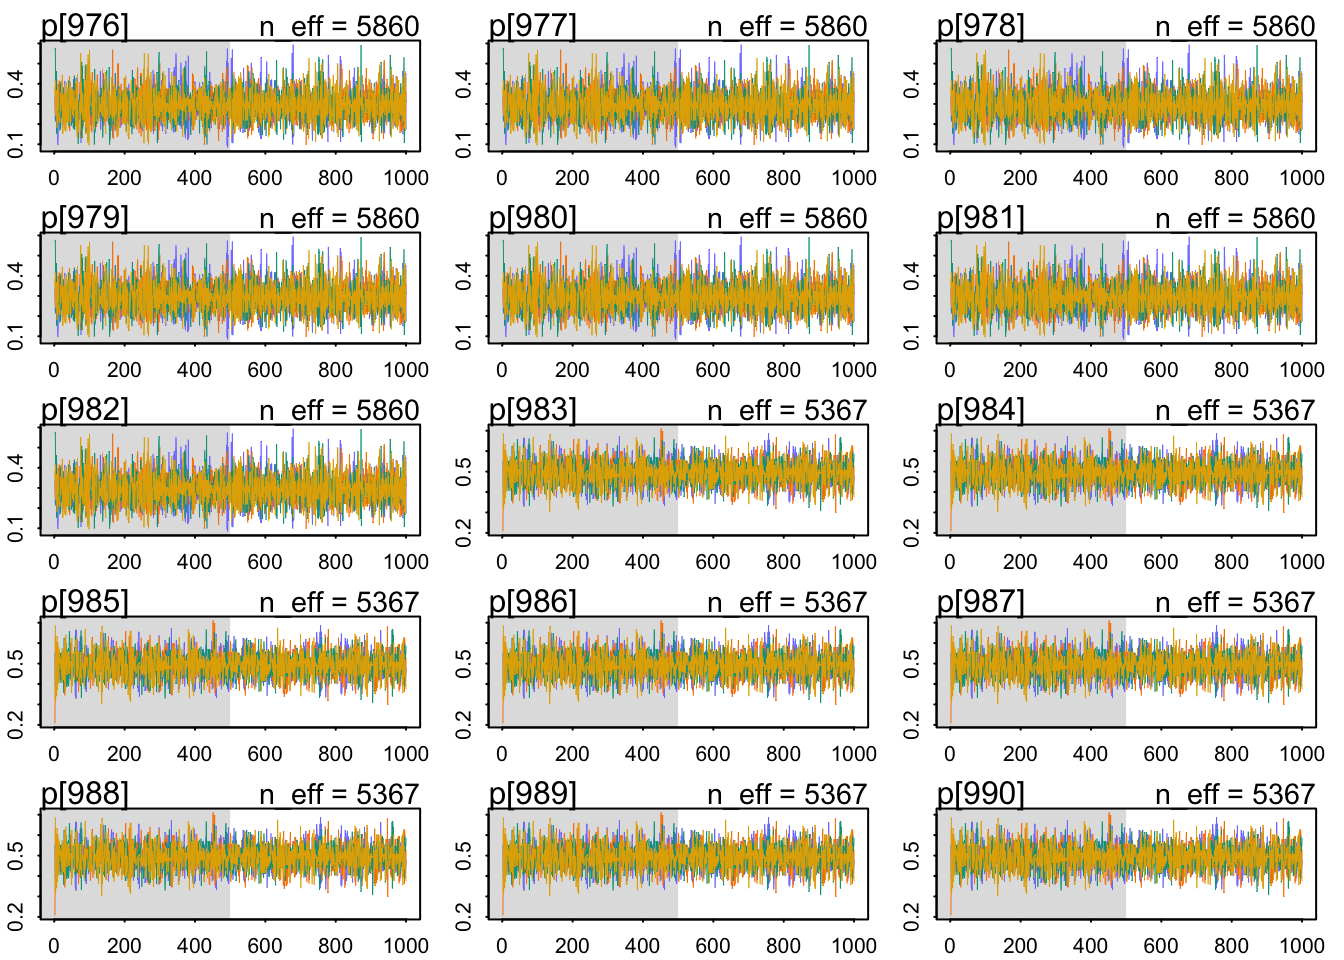 p[976] n_eff = 5860 p[977] n_eff = 5860 p[978] n_eff = 5860
0.4 0.4 0.4
0.1 0.1 0.1
0 200 400 600 800 1000 0 200 400 600 800 1000 0 200 400 600 800 1000
p[979] n_eff = 5860 p[980] n_eff = 5860 p[981] n_eff = 5860
0.4 0.4 0.4
0.1 0.1 0.1
0 200 400 600 800 1000 0 200 400 600 800 1000 0 200 400 600 800 1000
p[982] n_eff = 5860 p[983] n_eff = 5367 p[984] n_eff = 5367
0.4 0.5 0.5
0.1 0.2 0.2
0 200 400 600 800 1000 0 200 400 600 800 1000 0 200 400 600 800 1000
p[985] n_eff = 5367 p[986] n_eff = 5367 p[987] n_eff = 5367
0.5 0.5 0.5
0.2 0.2 0.2
0 200 400 600 800 1000 0 200 400 600 800 1000 0 200 400 600 800 1000
p[988] n_eff = 5367 p[989] n_eff = 5367 p[990] n_eff = 5367
0.5 0.5 0.5
0.2 0.2 0.2
0 200 400 600 800 1000 0 200 400 600 800 1000 0 200 400 600 800 1000